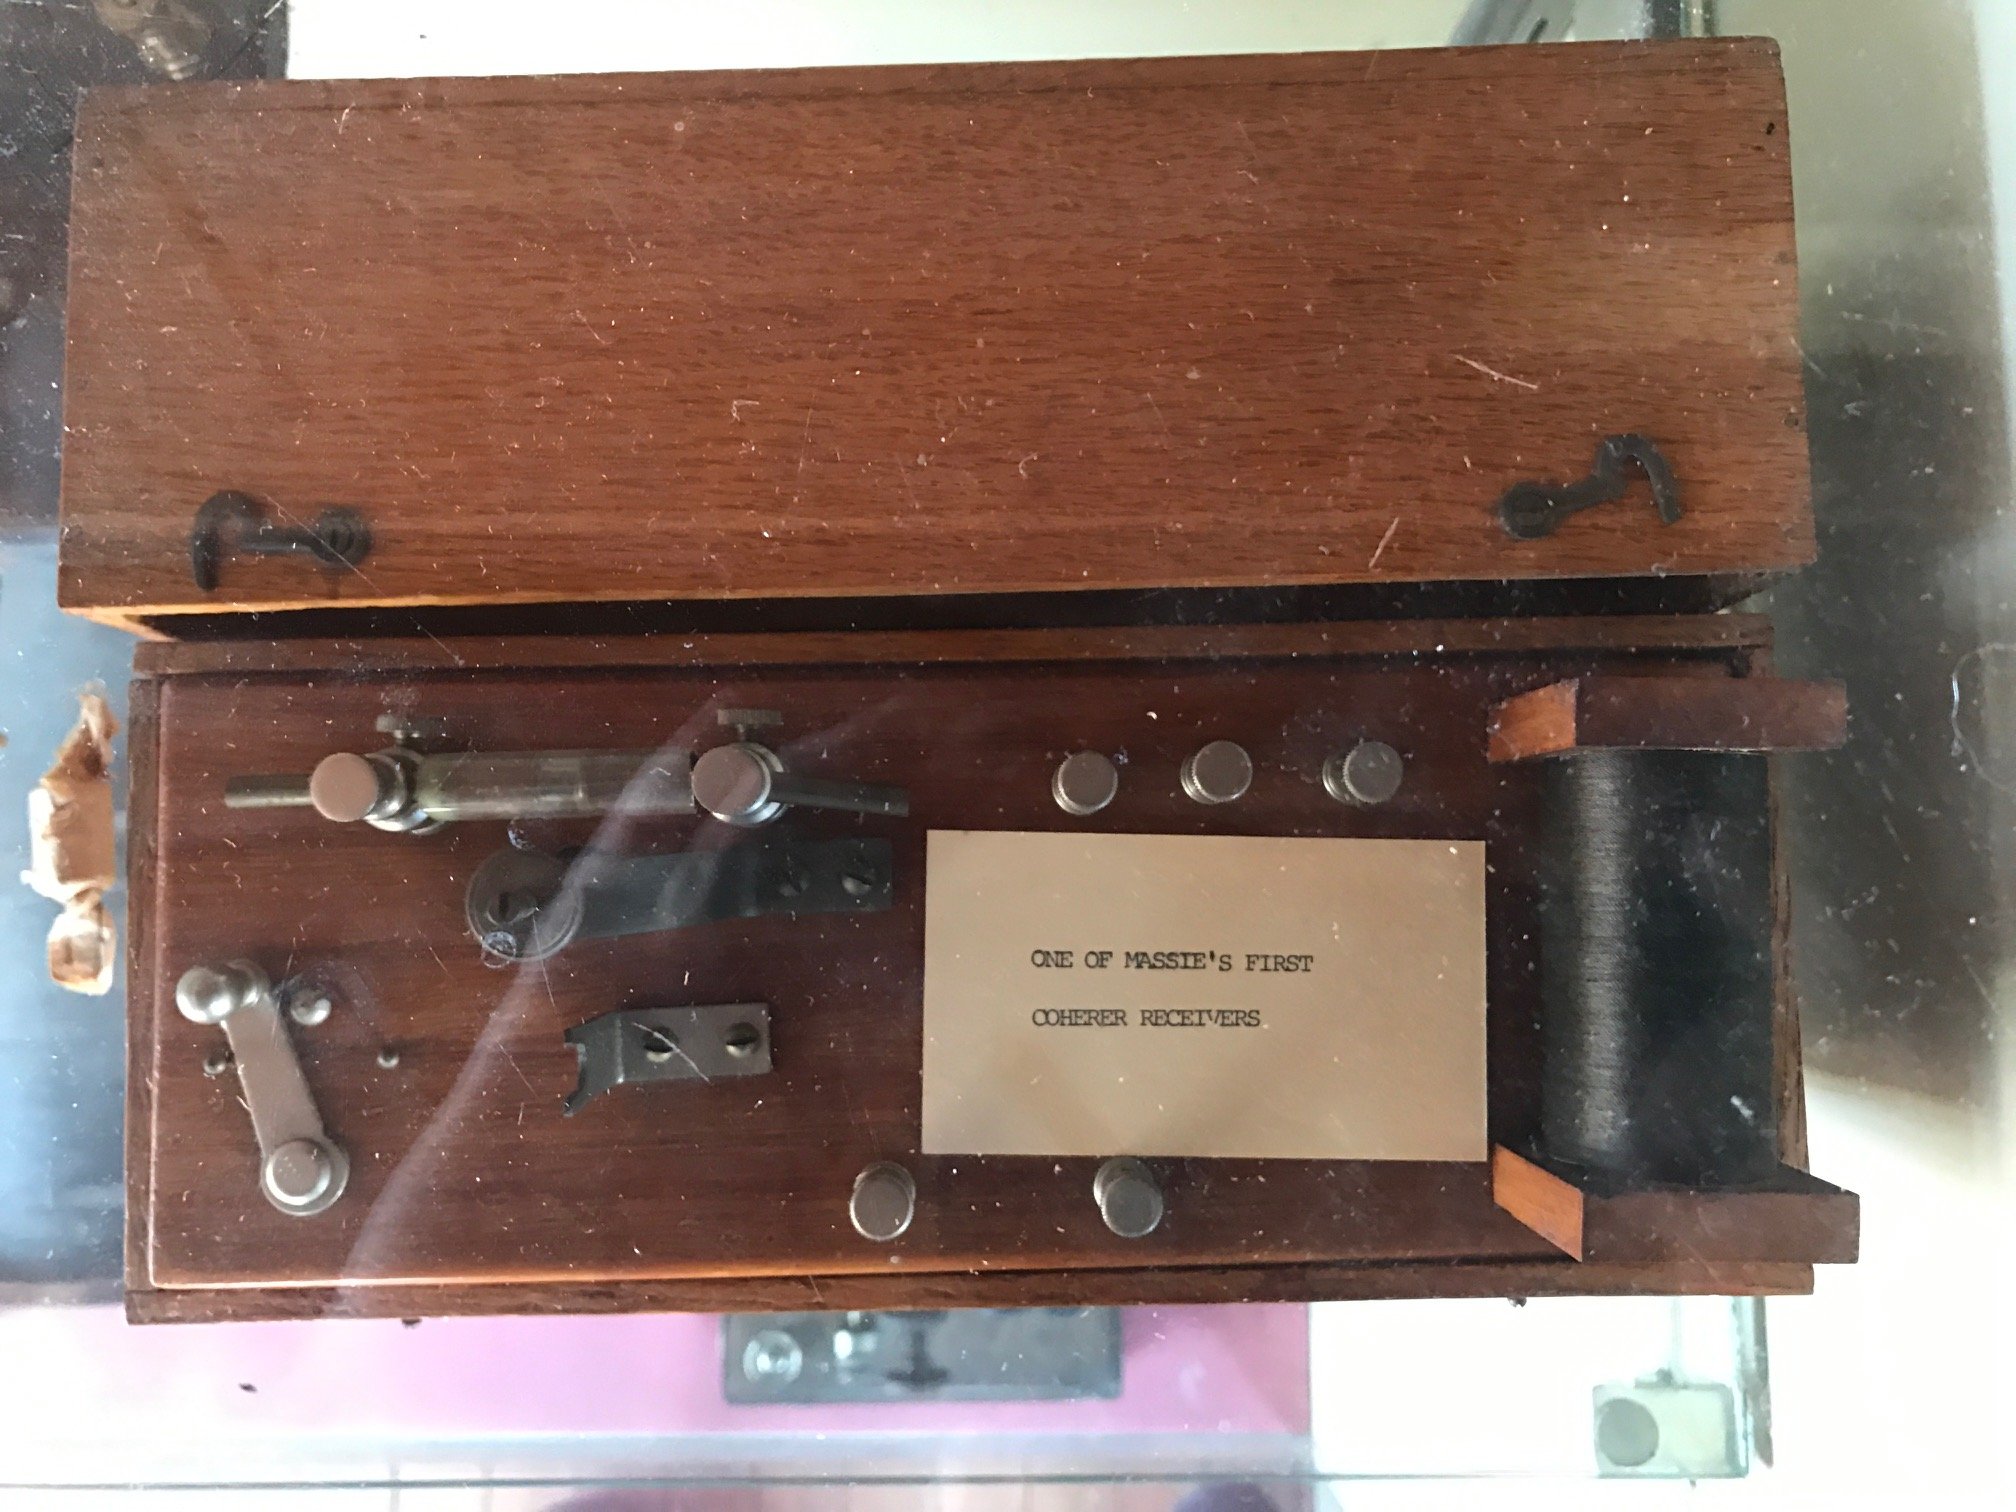 ONE OF MASSIE'S FIRST
COHERER RECEIVERS